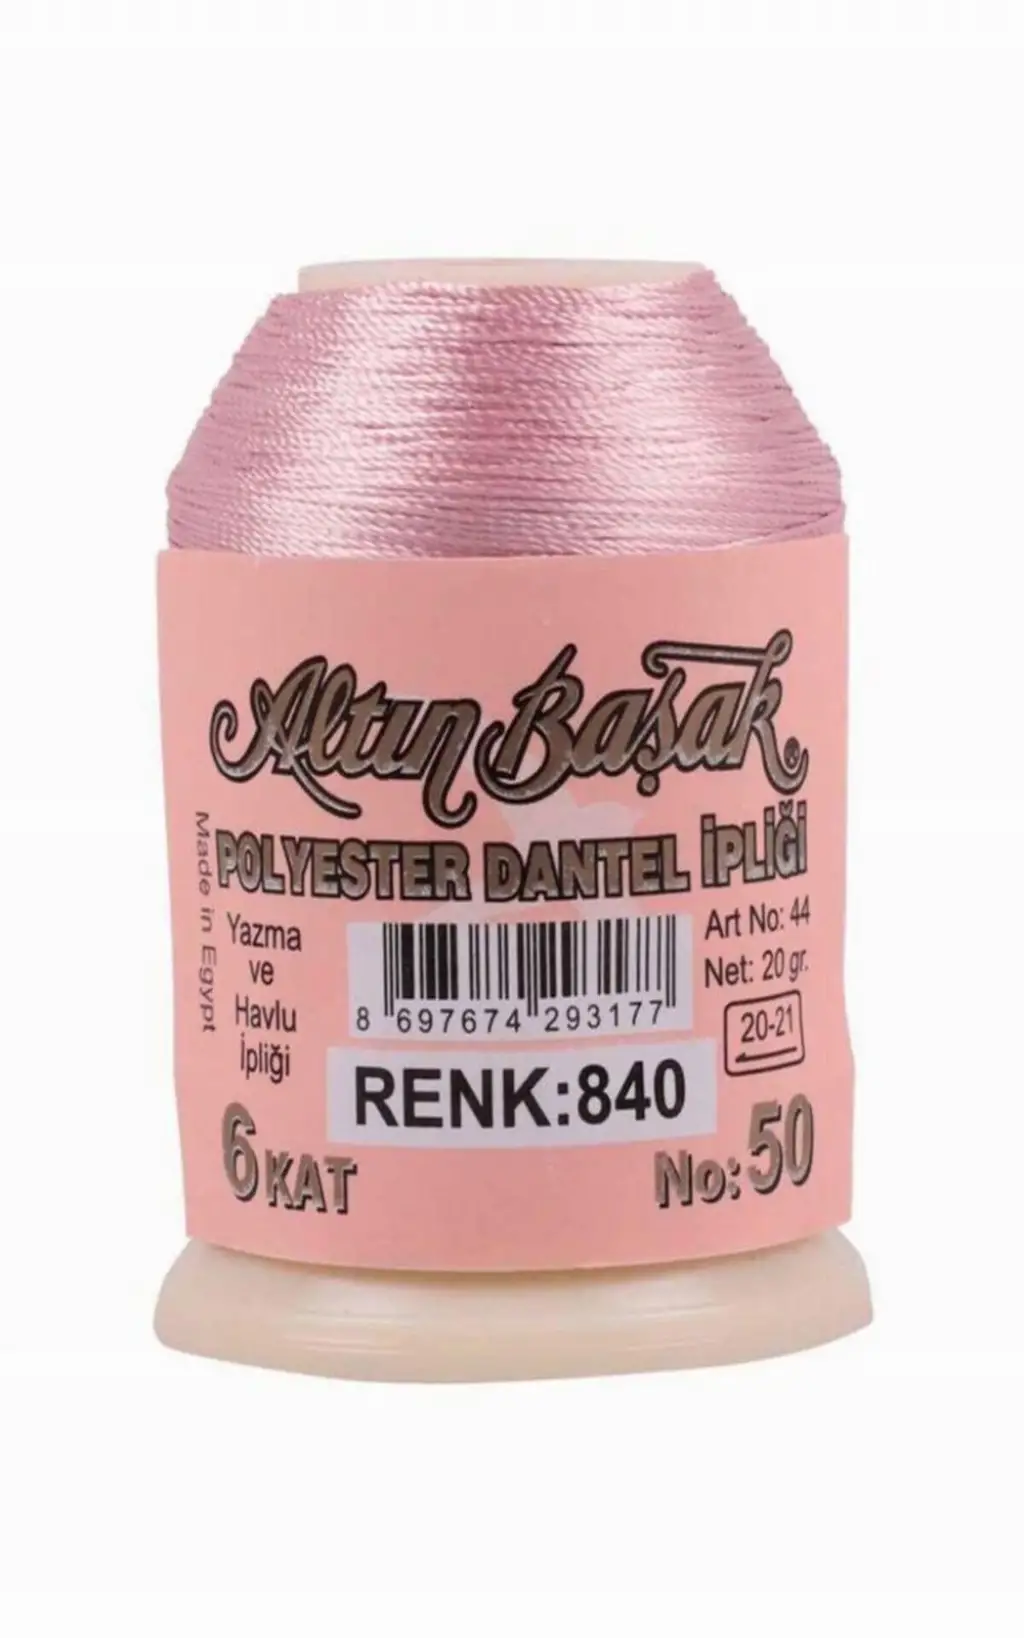 Altın Başak®
POLYESTER DANTEL İPLİĞİ
Made in Egypt
Yazma
ve
Havlu
İpliği
8 697674 293177
Art No: 44
Net: 20 gr.
20-21
RENK:840
6 KAT
No: 50